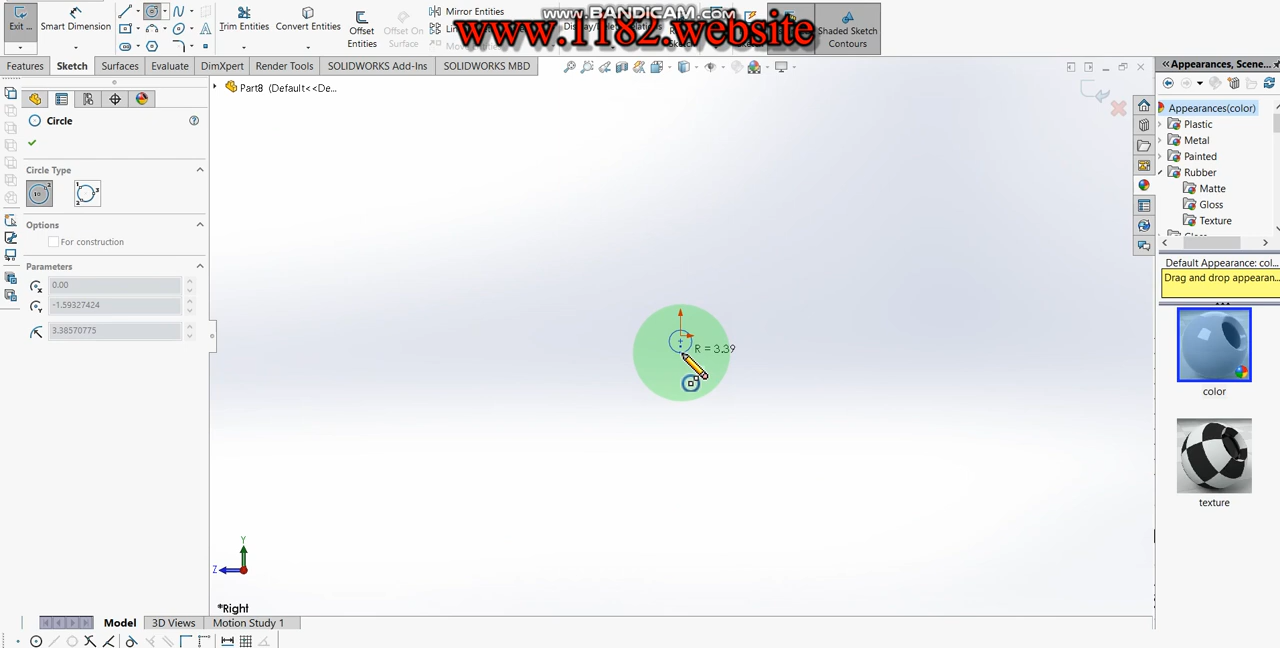 www.BANDICAM.com
www.1182.website
Exit ...
Smart Dimension
Trim Entities
Convert Entities
Offset Entities
Offset On Surface
Mirror Entities
Shaded Sketch Contours
Features
Sketch
Surfaces
Evaluate
DimXpert
Render Tools
SOLIDWORKS Add-Ins
SOLIDWORKS MBD
Part8 (Default<<De...
Circle
Circle Type
Options
For construction
Parameters
0.00
-1.59327424
3.38570775
R = 3.39
Y
Z
*Right
Model
3D Views
Motion Study 1
Appearances, Scene...
Appearances(color)
Plastic
Metal
Painted
Rubber
Matte
Gloss
Texture
Default Appearance: col...
Drag and drop appearan...
color
texture